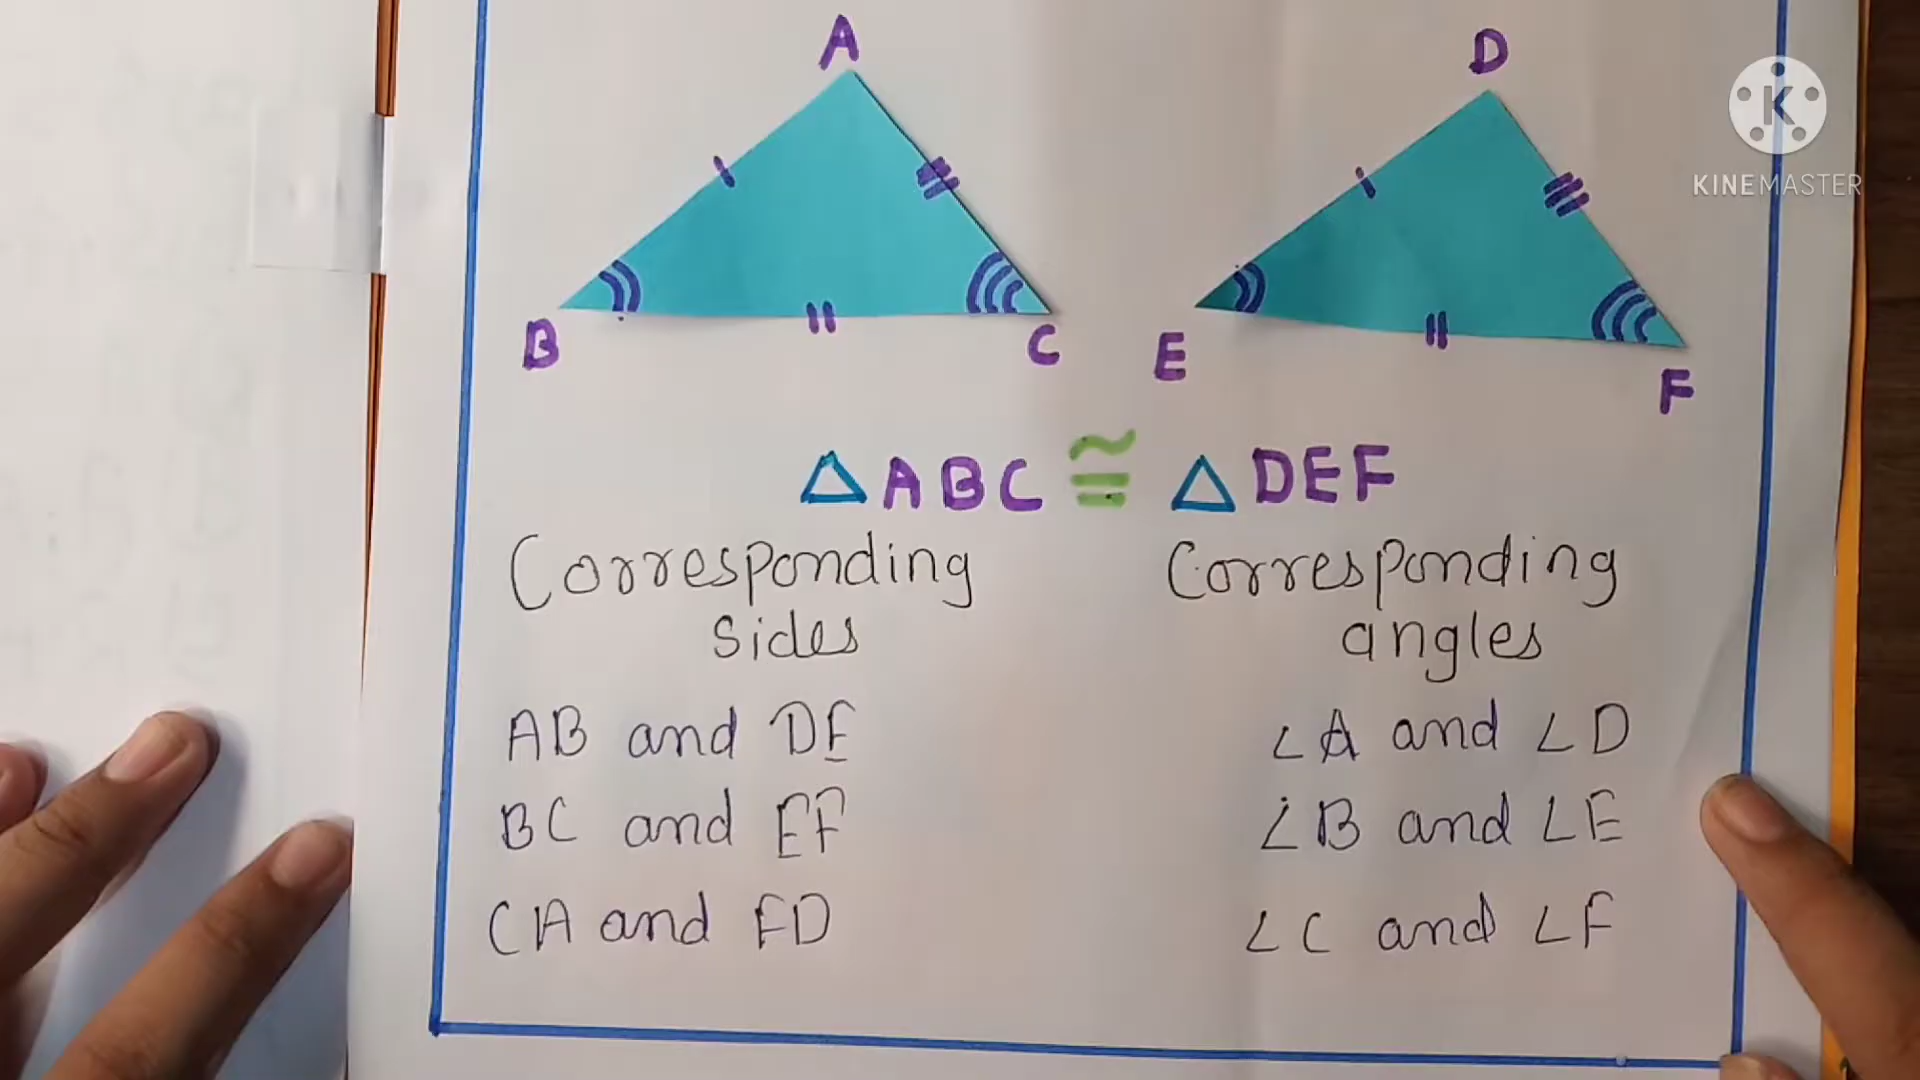 A
D
K
KINEMASTER
B
C
E
F
△ABC ≅ △DEF
Corresponding sides
Corresponding angles
AB and DE
∠A and ∠D
BC and EF
∠B and ∠E
CA and FD
∠C and ∠F